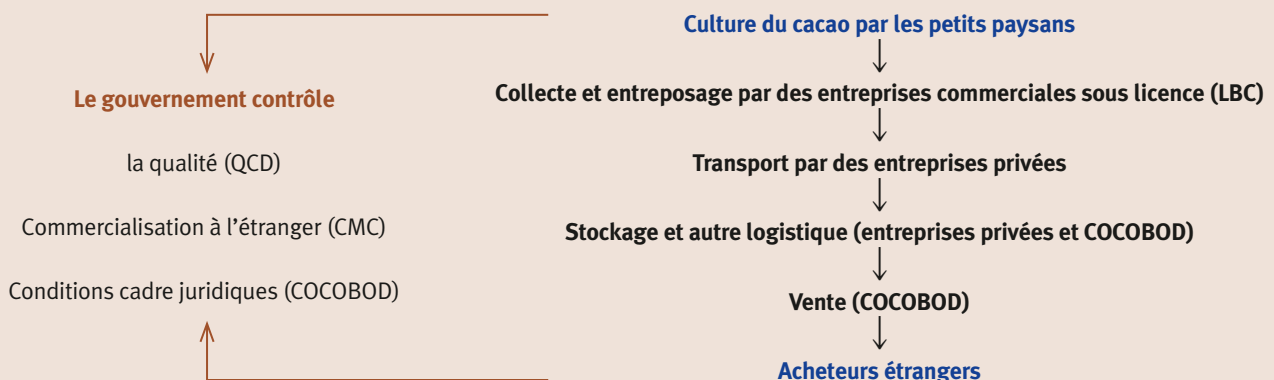 Culture du cacao par les petits paysans
Collecte et entreposage par des entreprises commerciales sous licence (LBC)
Transport par des entreprises privées
Stockage et autre logistique (entreprises privées et COCOBOD)
Vente (COCOBOD)
Acheteurs étrangers
Le gouvernement contrôle
la qualité (QCD)
Commercialisation à l’étranger (CMC)
Conditions cadre juridiques (COCOBOD)